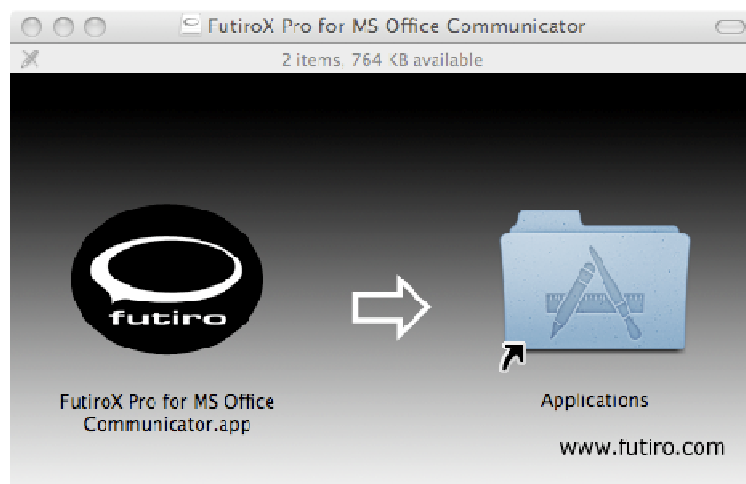 FutiroX Pro for MS Office Communicator
2 items, 764 KB available
futiro
FutiroX Pro for MS Office
Communicator.app
Applications
www.futiro.com